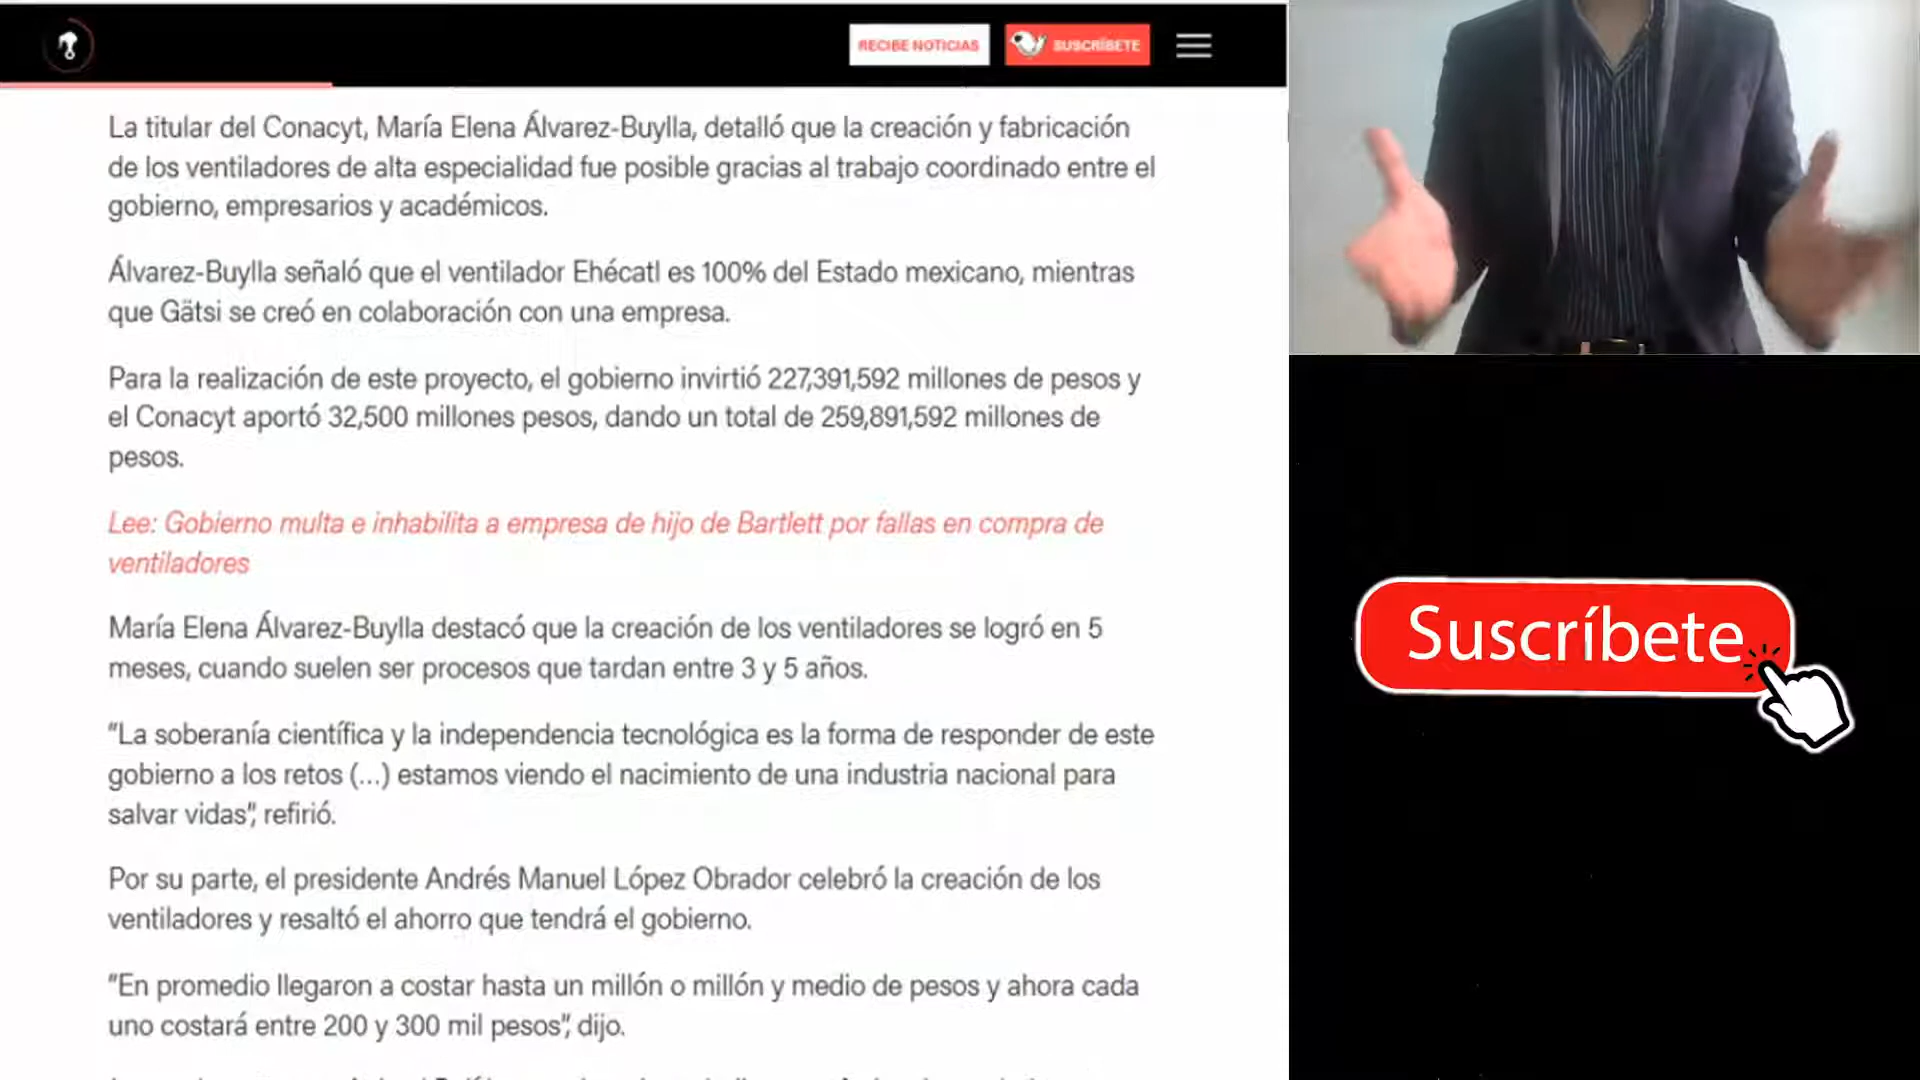 RECIBE NOTICIAS
SUSCRÍBETE
La titular del Conacyt, María Elena Álvarez-Buylla, detalló que la creación y fabricación
de los ventiladores de alta especialidad fue posible gracias al trabajo coordinado entre el
gobierno, empresarios y académicos.
Álvarez-Buylla señaló que el ventilador Ehécatl es 100% del Estado mexicano, mientras
que Gätsi se creó en colaboración con una empresa.
Para la realización de este proyecto, el gobierno invirtió 227,391,592 millones de pesos y
el Conacyt aportó 32,500 millones pesos, dando un total de 259,891,592 millones de
pesos.
Lee: Gobierno multa e inhabilita a empresa de hijo de Bartlett por fallas en compra de
ventiladores
María Elena Álvarez-Buylla destacó que la creación de los ventiladores se logró en 5
meses, cuando suelen ser procesos que tardan entre 3 y 5 años.
"La soberanía científica y la independencia tecnológica es la forma de responder de este
gobierno a los retos (...) estamos viendo el nacimiento de una industria nacional para
salvar vidas", refirió.
Por su parte, el presidente Andrés Manuel López Obrador celebró la creación de los
ventiladores y resaltó el ahorro que tendrá el gobierno.
"En promedio llegaron a costar hasta un millón o millón y medio de pesos y ahora cada
uno costará entre 200 y 300 mil pesos", dijo.
Suscríbete